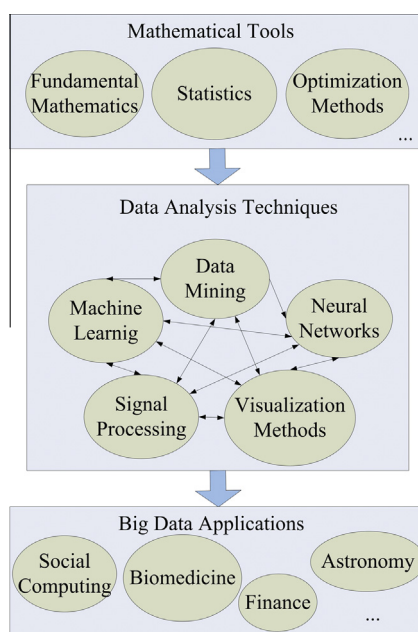 Mathematical Tools
Fundamental
Mathematics
Statistics
Optimization
Methods
...
Data Analysis Techniques
Data
Mining
Machine
Learnig
Neural
Networks
Signal
Processing
Visualization
Methods
Big Data Applications
Social
Computing
Biomedicine
Finance
Astronomy
...